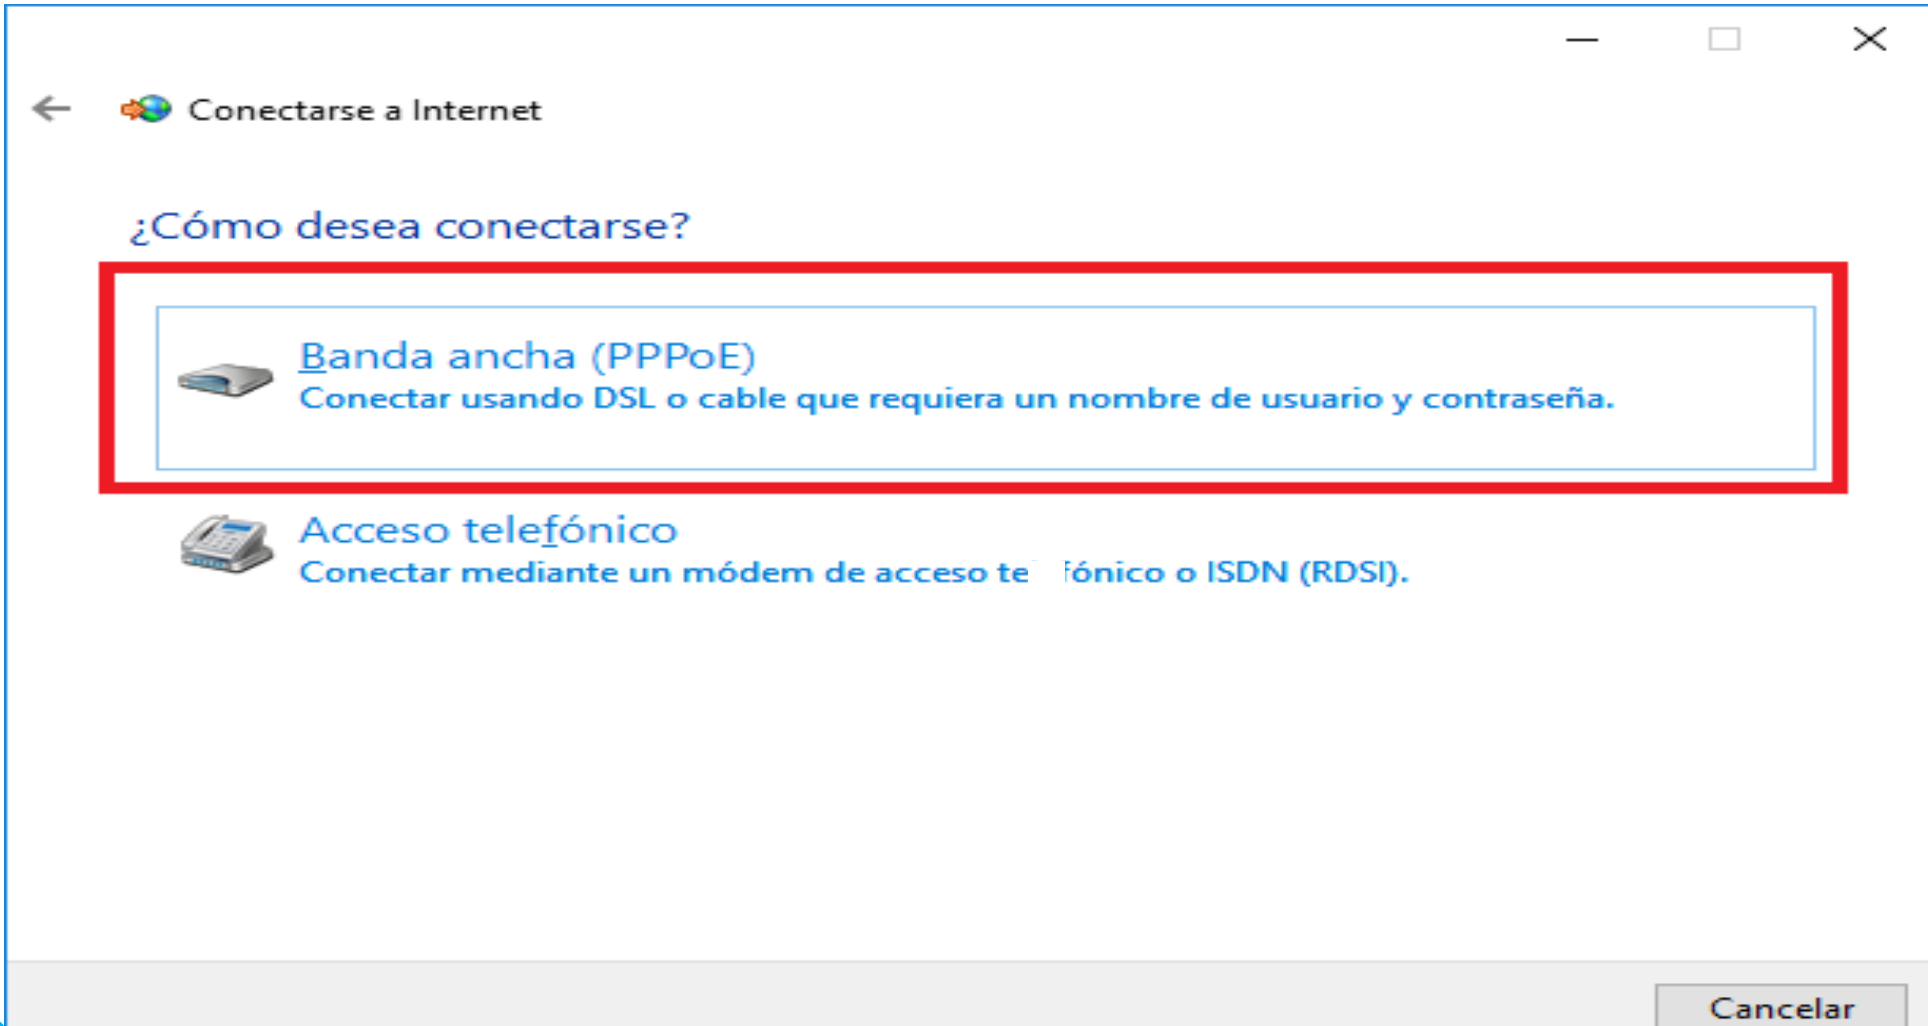 Conectarse a Internet
¿Cómo desea conectarse?
Banda ancha (PPPoE)
Conectar usando DSL o cable que requiera un nombre de usuario y contraseña.
Acceso telefónico
Conectar mediante un módem de acceso te fónico o ISDN (RDSI).
Cancelar